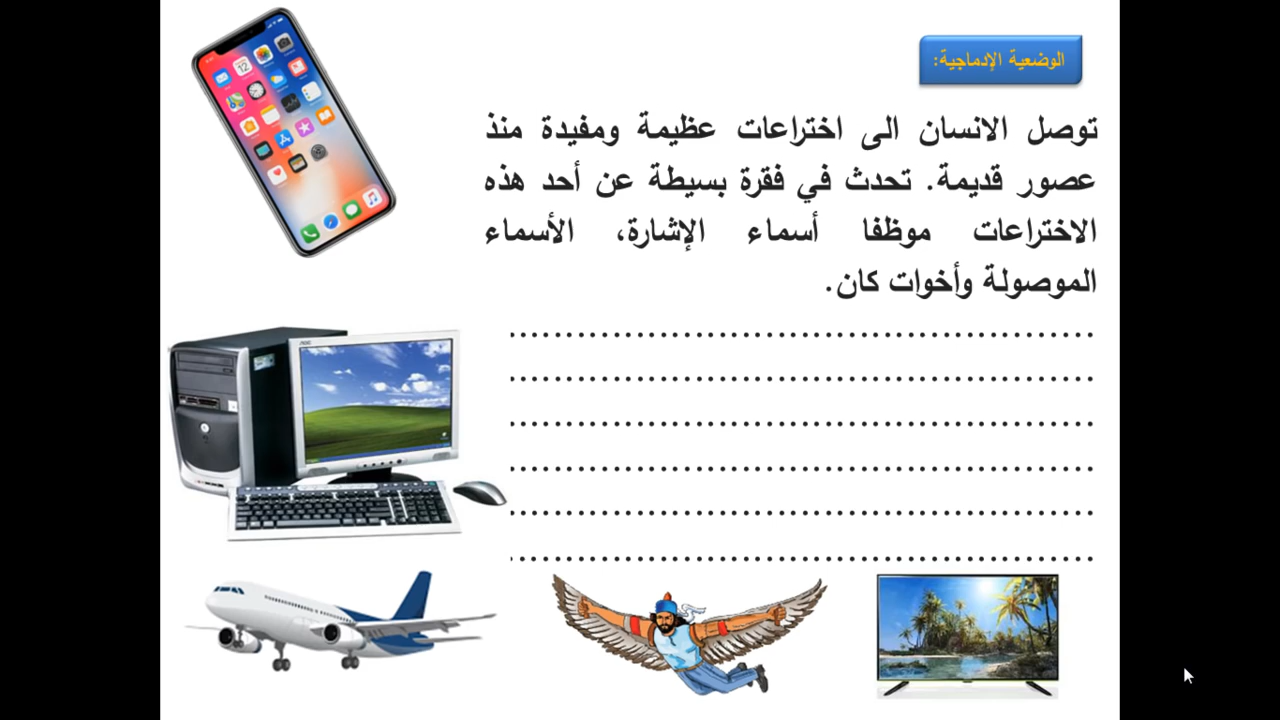 الوضعية الإدماجية:
توصل الانسان الى اختراعات عظيمة ومفيدة منذ
عصور قديمة. تحدث في فقرة بسيطة عن أحد هذه
الاختراعات موظفا أسماء الإشارة، الأسماء
الموصولة وأخوات كان.